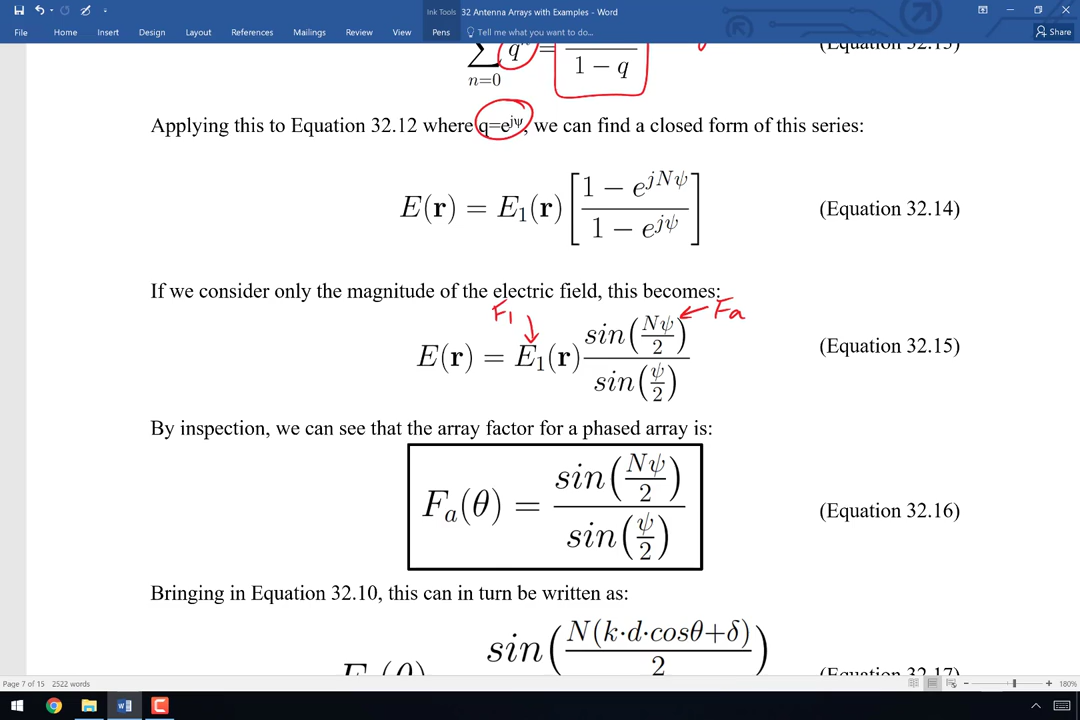 Ink Tools
32 Antenna Arrays with Examples - Word
File Home Insert Design Layout References Mailings Review View Pens Tell me what you want to do... Share
∑ q =
n=0
1 − q
(Equation 32.13)
Applying this to Equation 32.12 where q=e^{jψ}, we can find a closed form of this series:
E(r) = E₁(r) [ (1 − e^{jNψ}) / (1 − e^{jψ}) ] (Equation 32.14)
If we consider only the magnitude of the electric field, this becomes:
F₁ Fa
E(r) = E₁(r) sin(Nψ/2) / sin(ψ/2) (Equation 32.15)
By inspection, we can see that the array factor for a phased array is:
Fₐ(θ) = sin(Nψ/2) / sin(ψ/2) (Equation 32.16)
Bringing in Equation 32.10, this can in turn be written as:
sin(N(k·d·cosθ+δ)/2)
(Equation 32.17)
Page 7 of 15 2522 words 180%